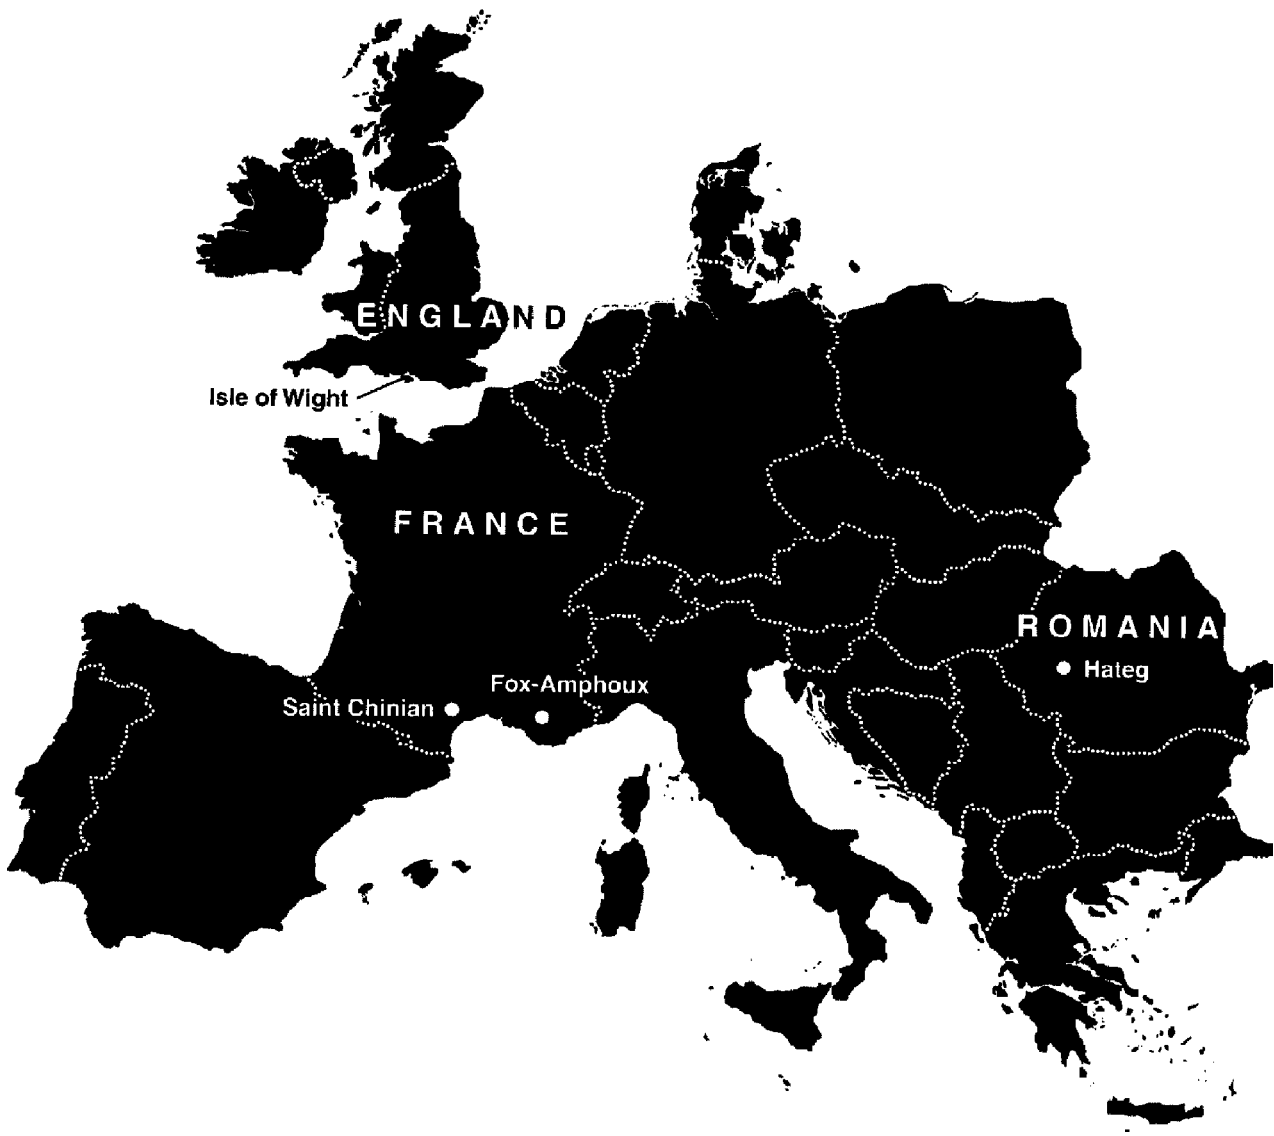 ENGLAND
Isle of Wight
FRANCE
ROMANIA
Hateg
Fox-Amphoux
Saint Chinian